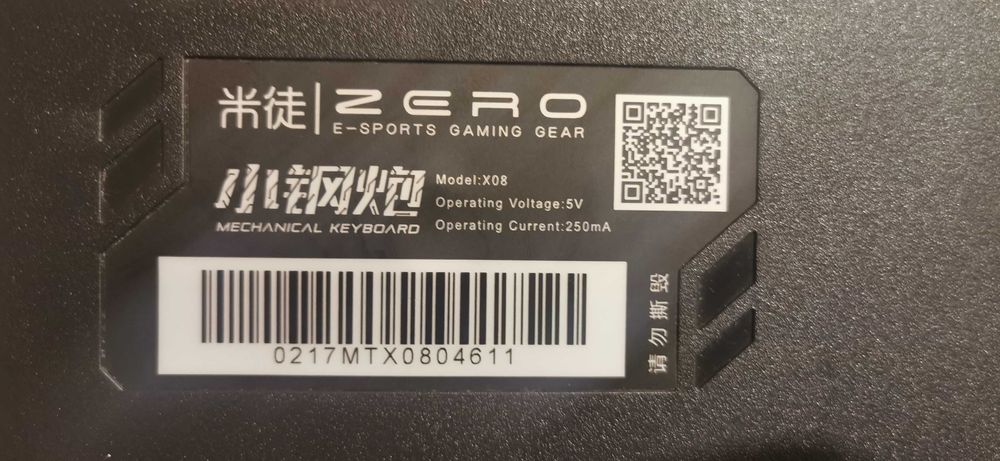 米徒 ZERO
E-SPORTS GAMING GEAR
小钢炮
MECHANICAL KEYBOARD
Model:X08
Operating Voltage:5V
Operating Current:250mA
0217MTX0804611
请勿撕毁